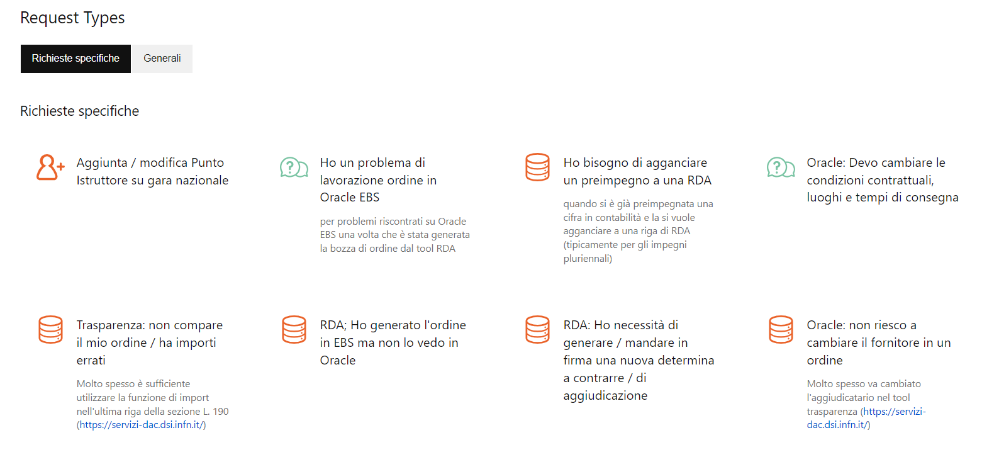 Request Types
Richieste specifiche
Generali
Richieste specifiche
Aggiunta / modifica Punto
Istruttore su gara nazionale
Ho un problema di
lavorazione ordine in
Oracle EBS
per problemi riscontrati su Oracle
EBS una volta che è stata generata
la bozza di ordine dal tool RDA
Ho bisogno di agganciare
un preimpegno a una RDA
quando si è già preimpegnata una
cifra in contabilità e la si vuole
agganciare a una riga di RDA
(tipicamente per gli impegni
pluriennali)
Oracle: Devo cambiare le
condizioni contrattuali,
luoghi e tempi di consegna
Trasparenza: non compare
il mio ordine / ha importi
errati
Molto spesso è sufficiente
utilizzare la funzione di import
nell'ultima riga della sezione L. 190
(https://servizi-dac.dsi.infn.it/)
RDA; Ho generato l'ordine
in EBS ma non lo vedo in
Oracle
RDA: Ho necessità di
generare / mandare in
firma una nuova determina
a contrarre / di
aggiudicazione
Oracle: non riesco a
cambiare il fornitore in un
ordine
Molto spesso va cambiato
l'aggiudicatario nel tool
trasparenza (https://servizi-
dac.dsi.infn.it/)